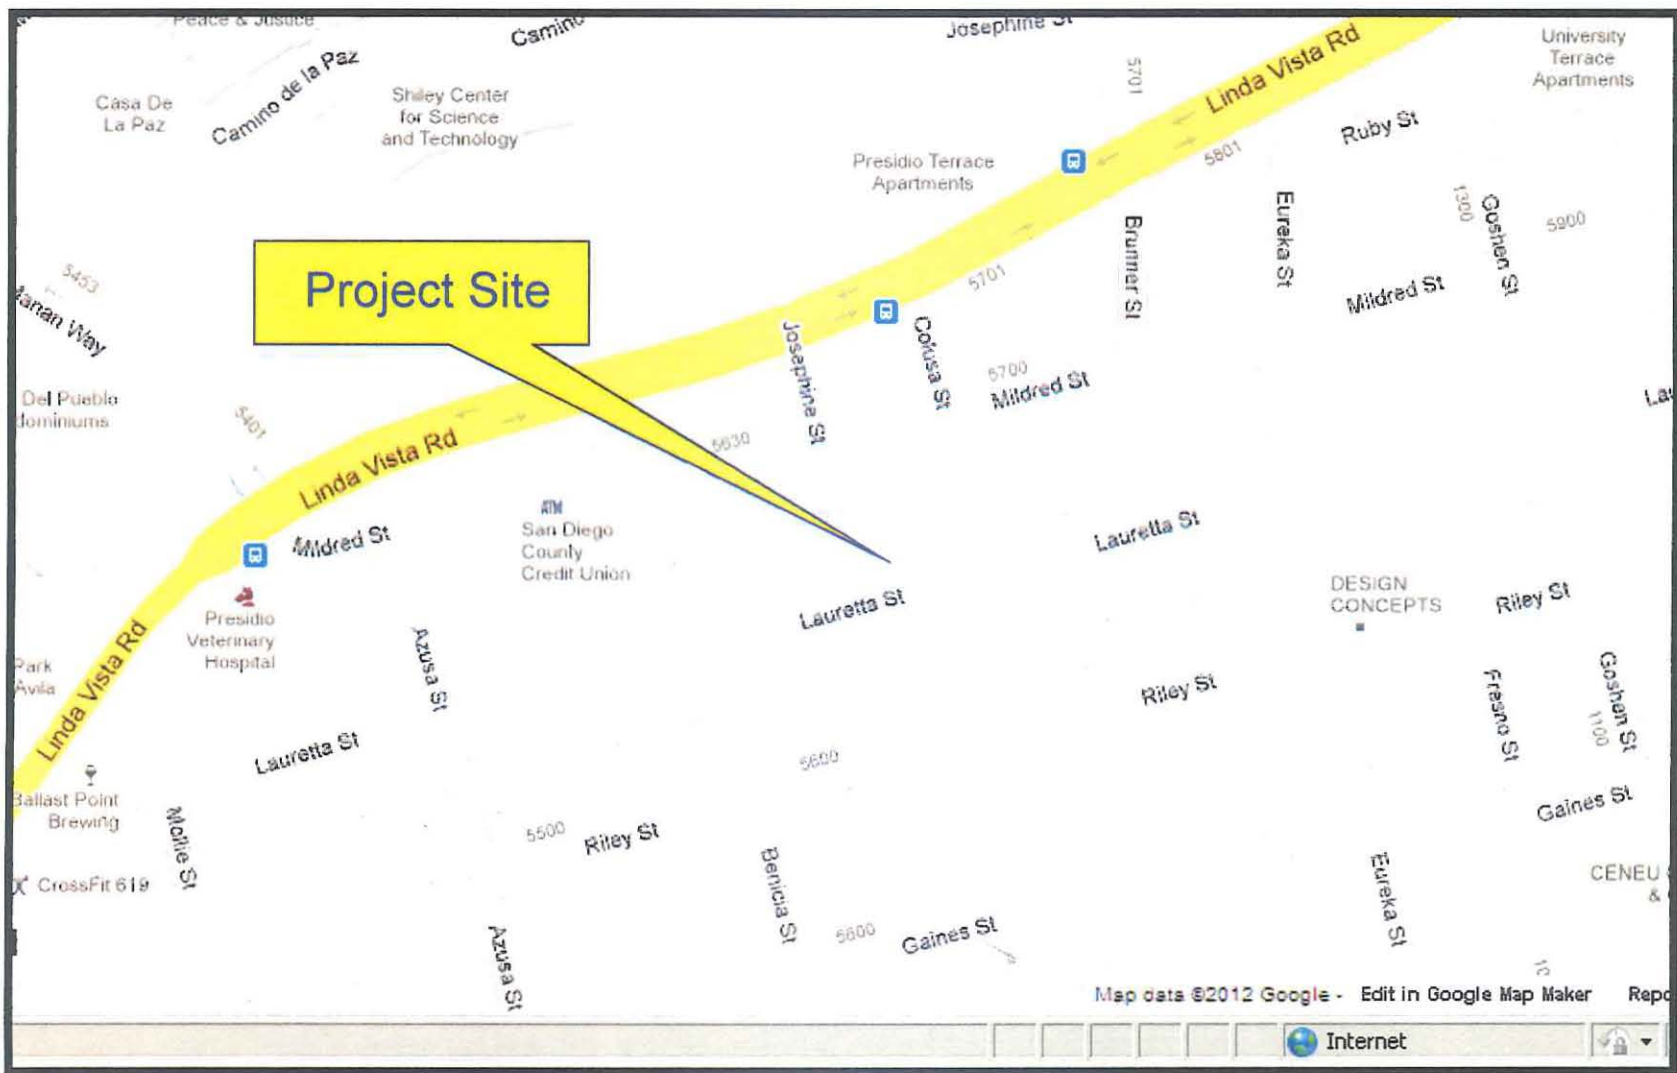 Peace & Justice
Camino
Josephine St
Camino de la Paz
Casa De
La Paz
Shiley Center
for Science
and Technology
5701
Linda Vista Rd
University
Terrace
Apartments
Ruby St
5801
Presidio Terrace
Apartments
Brunner St
Eureka St
1300
Goshen St
5900
5453
Way
Project Site
5701
Mildred St
Josephine St
Colusa St
5700
Mildred St
Del Pueblo
dominiums
5401
Linda Vista Rd
5630
ATM
San Diego
County
Credit Union
Mildred St
Lauretta St
Lauretta St
DESIGN
CONCEPTS
Riley St
Presidio
Veterinary
Hospital
Park
Avila
Linda Vista Rd
Azusa St
Riley St
Fresno St
Goshen St
1100
Lauretta St
5600
Ballast Point
Brewing
Mollie St
5500
Riley St
Gaines St
CrossFit 619
Benicia St
5600
Gaines St
Eureka St
CENEU
&
Azusa St
Map data ©2012 Google - Edit in Google Map Maker Repo
Internet